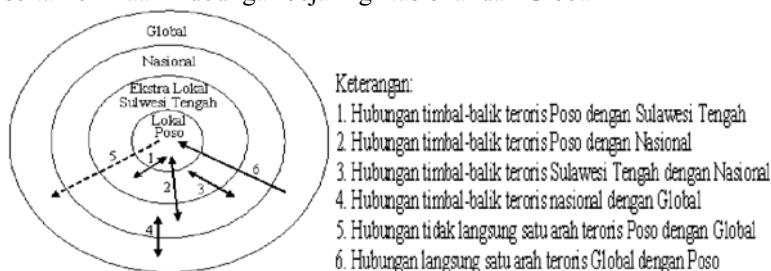 Global
Nasional
Ekstra Lokal
Sulwesi Tengah
Lokal
Poso
5
1
2
3
6
4
Keterangan:
1. Hubungan timbal-balik teroris Poso dengan Sulawesi Tengah
2. Hubungan timbal-balik teroris Poso dengan Nasional
3. Hubungan timbal-balik teroris Sulawesi Tengah dengan Nasional
4. Hubungan timbal-balik teroris nasional dengan Global
5. Hubungan tidak langsung satu arah teroris Poso dengan Global
6. Hubungan langsung satu arah teroris Global dengan Poso